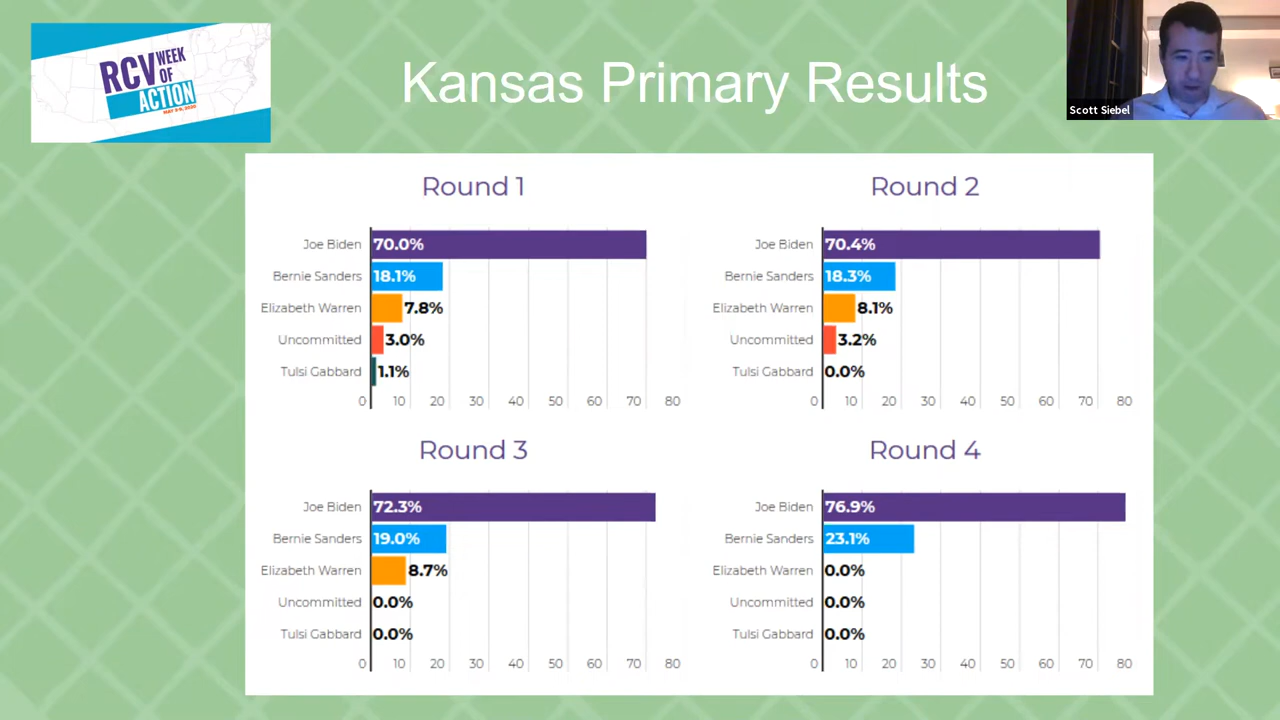 RCV WEEK
OF
ACTION
Kansas Primary Results
Scott Siebel
Round 1
Joe Biden 70.0%
Bernie Sanders 18.1%
Elizabeth Warren 7.8%
Uncommitted 3.0%
Tulsi Gabbard 1.1%
0 10 20 30 40 50 60 70 80
Round 2
Joe Biden 70.4%
Bernie Sanders 18.3%
Elizabeth Warren 8.1%
Uncommitted 3.2%
Tulsi Gabbard 0.0%
0 10 20 30 40 50 60 70 80
Round 3
Joe Biden 72.3%
Bernie Sanders 19.0%
Elizabeth Warren 8.7%
Uncommitted 0.0%
Tulsi Gabbard 0.0%
0 10 20 30 40 50 60 70 80
Round 4
Joe Biden 76.9%
Bernie Sanders 23.1%
Elizabeth Warren 0.0%
Uncommitted 0.0%
Tulsi Gabbard 0.0%
0 10 20 30 40 50 60 70 80